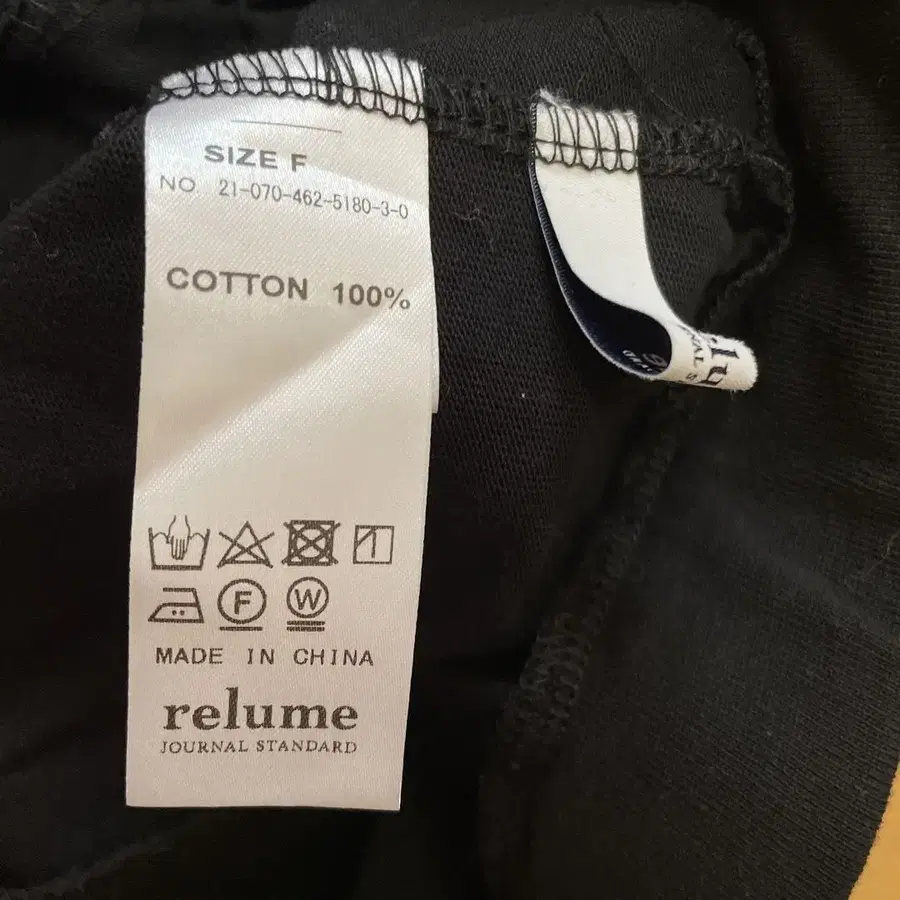 SIZE F
NO. 21-070-462-5180-3-0
COTTON 100%
F
W
MADE IN CHINA
relume
JOURNAL STANDARD